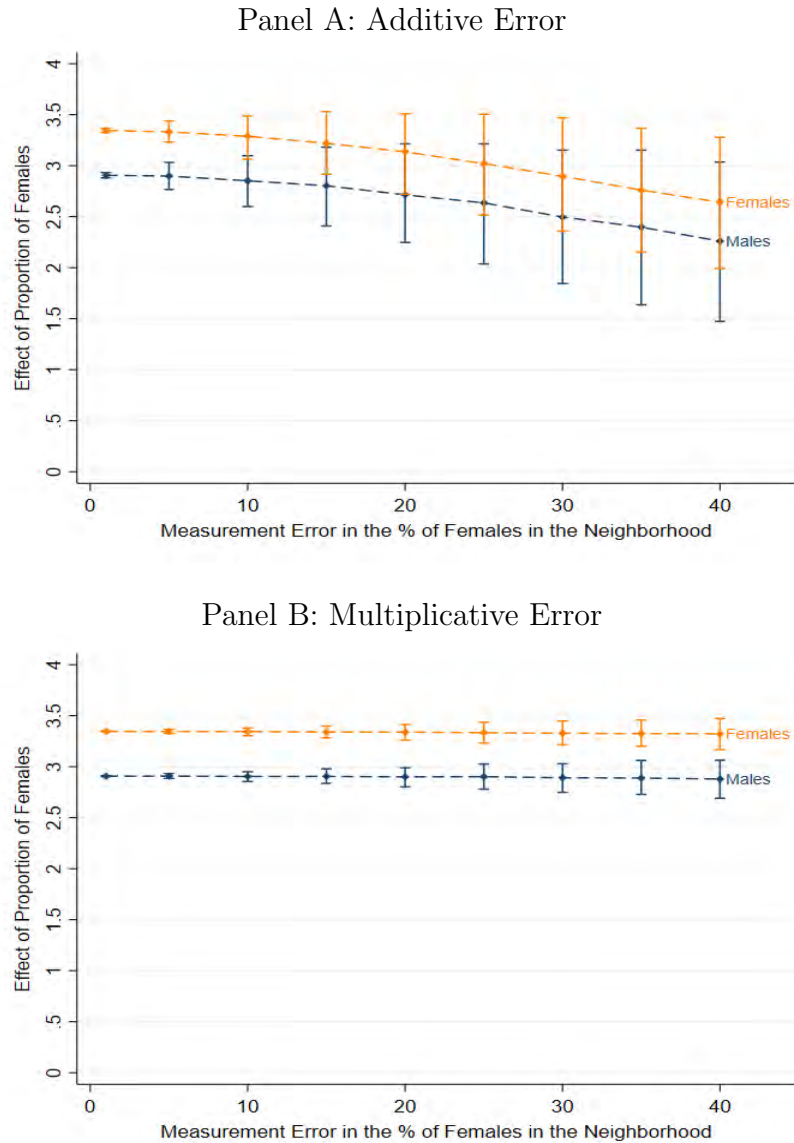 Panel A: Additive Error
Effect of Proportion of Females
4
3.5
3
2.5
2
1.5
1
.5
0
Females
Males
0 10 20 30 40
Measurement Error in the % of Females in the Neighborhood
Panel B: Multiplicative Error
Effect of Proportion of Females
4
3.5
3
2.5
2
1.5
1
.5
0
Females
Males
0 10 20 30 40
Measurement Error in the % of Females in the Neighborhood